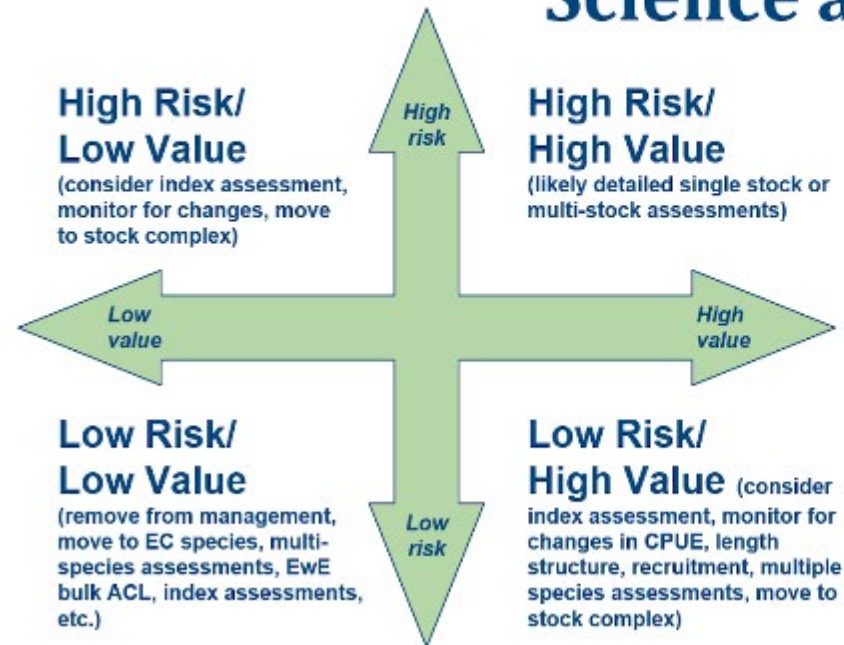 Science a
High Risk/
Low Value
(consider index assessment,
monitor for changes, move
to stock complex)
High
risk
High Risk/
High Value
(likely detailed single stock or
multi-stock assessments)
Low
value
High
value
Low Risk/
Low Value
(remove from management,
move to EC species, multi-
species assessments, EwE
bulk ACL, index assessments,
etc.)
Low
risk
Low Risk/
High Value (consider
index assessment, monitor for
changes in CPUE, length
structure, recruitment, multiple
species assessments, move to
stock complex)